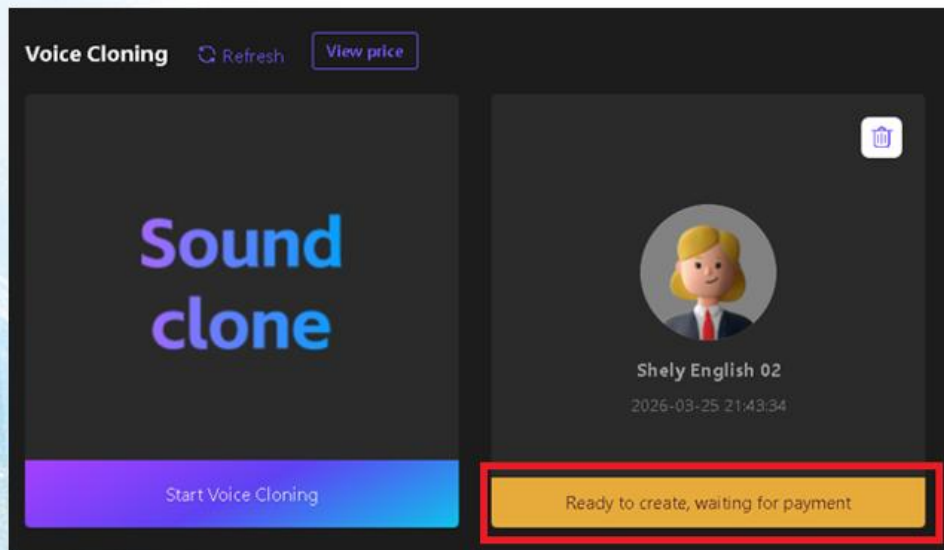 Voice Cloning Refresh View price
Sound
clone
Start Voice Cloning
Shely English 02
2026-03-25 21:43:34
Ready to create, waiting for payment